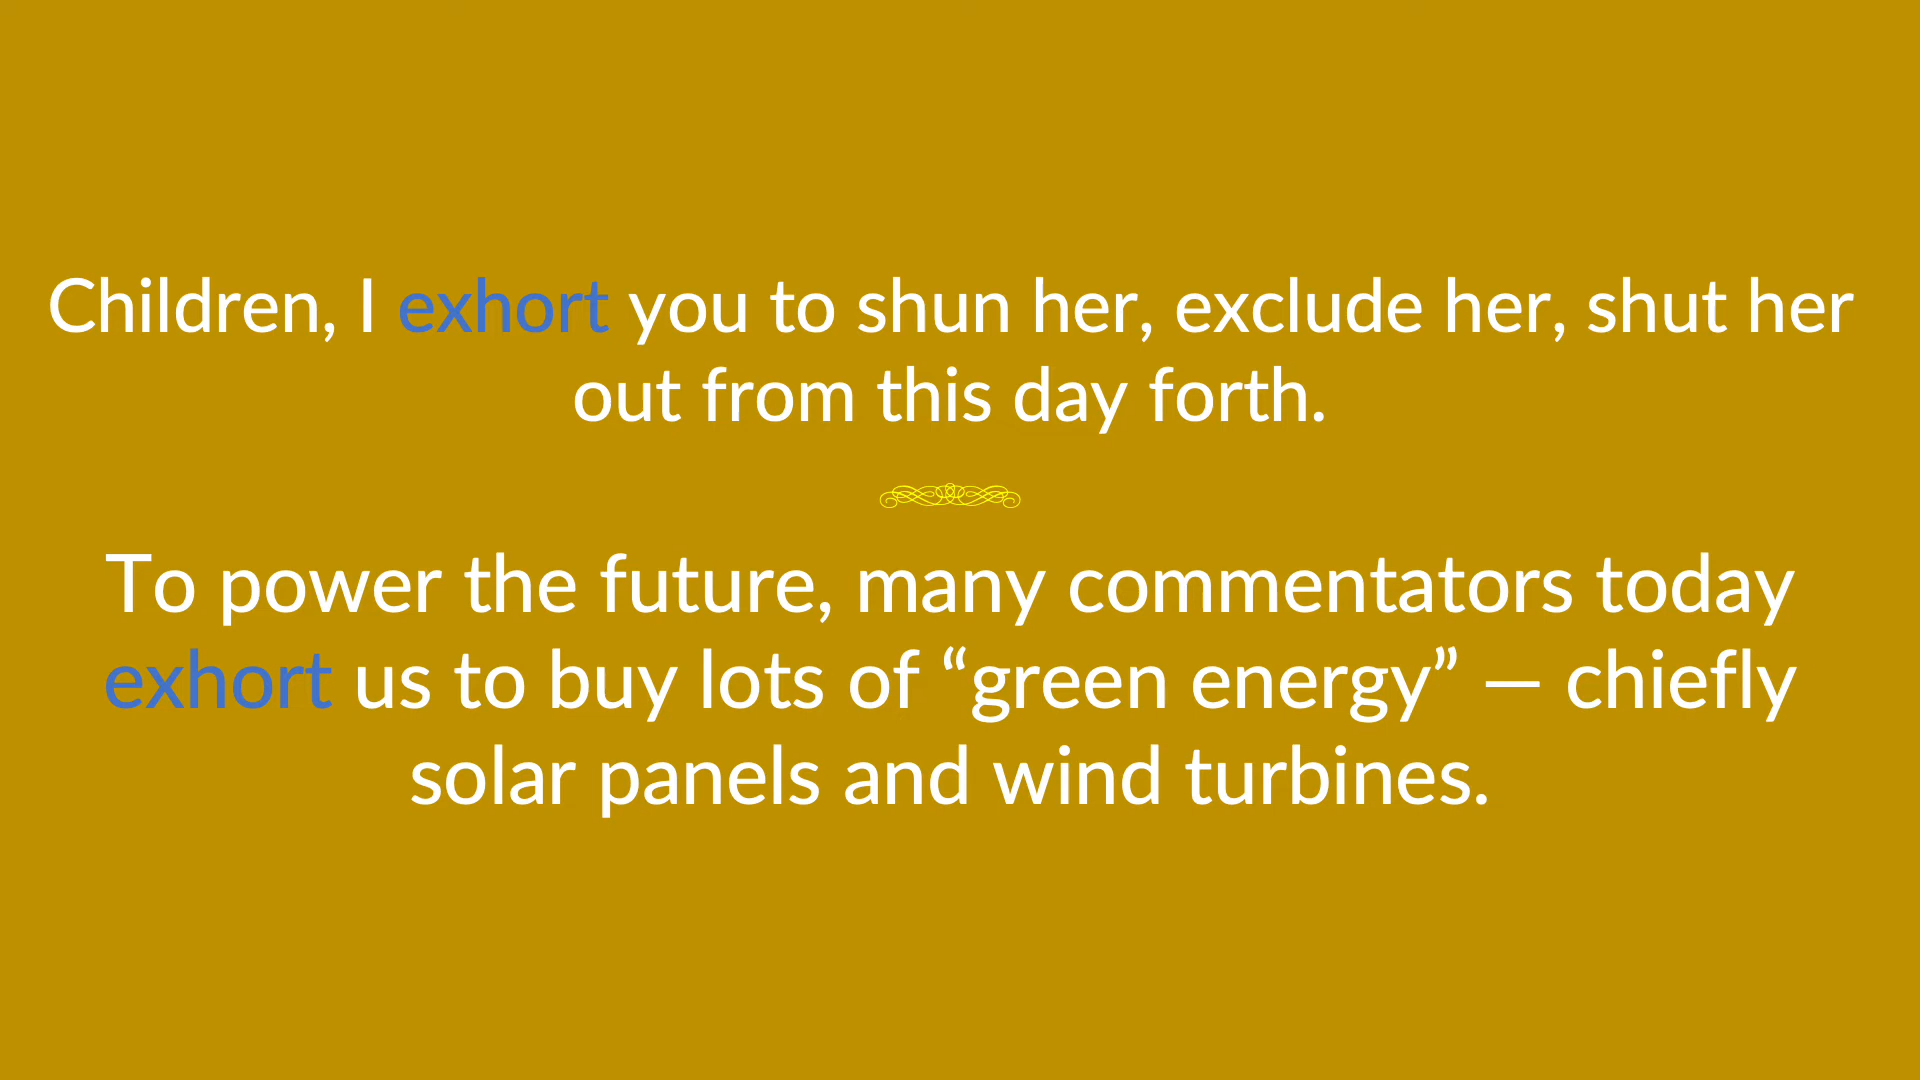 Children, I exhort you to shun her, exclude her, shut her
out from this day forth.
To power the future, many commentators today
exhort us to buy lots of “green energy” — chiefly
solar panels and wind turbines.